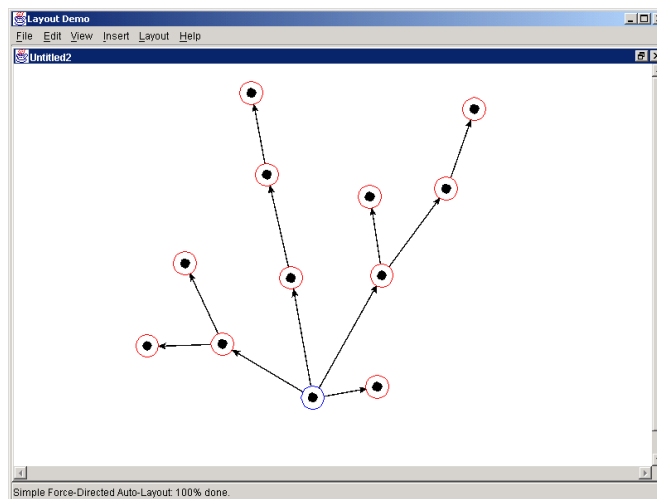 Layout Demo
File Edit View Insert Layout Help
Untitled2
Simple Force-Directed Auto-Layout: 100% done.